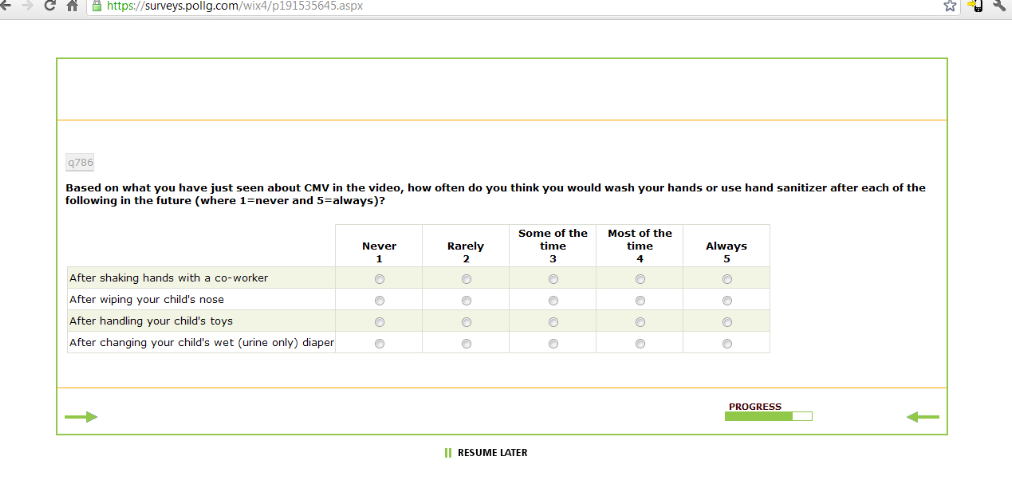 https://surveys.pollg.com/wix4/p191535645.aspx
q786
Based on what you have just seen about CMV in the video, how often do you think you would wash your hands or use hand sanitizer after each of the
following in the future (where 1=never and 5=always)?
Never 1 Rarely 2 Some of the time 3 Most of the time 4 Always 5
After shaking hands with a co-worker
After wiping your child's nose
After handling your child's toys
After changing your child's wet (urine only) diaper
PROGRESS
RESUME LATER